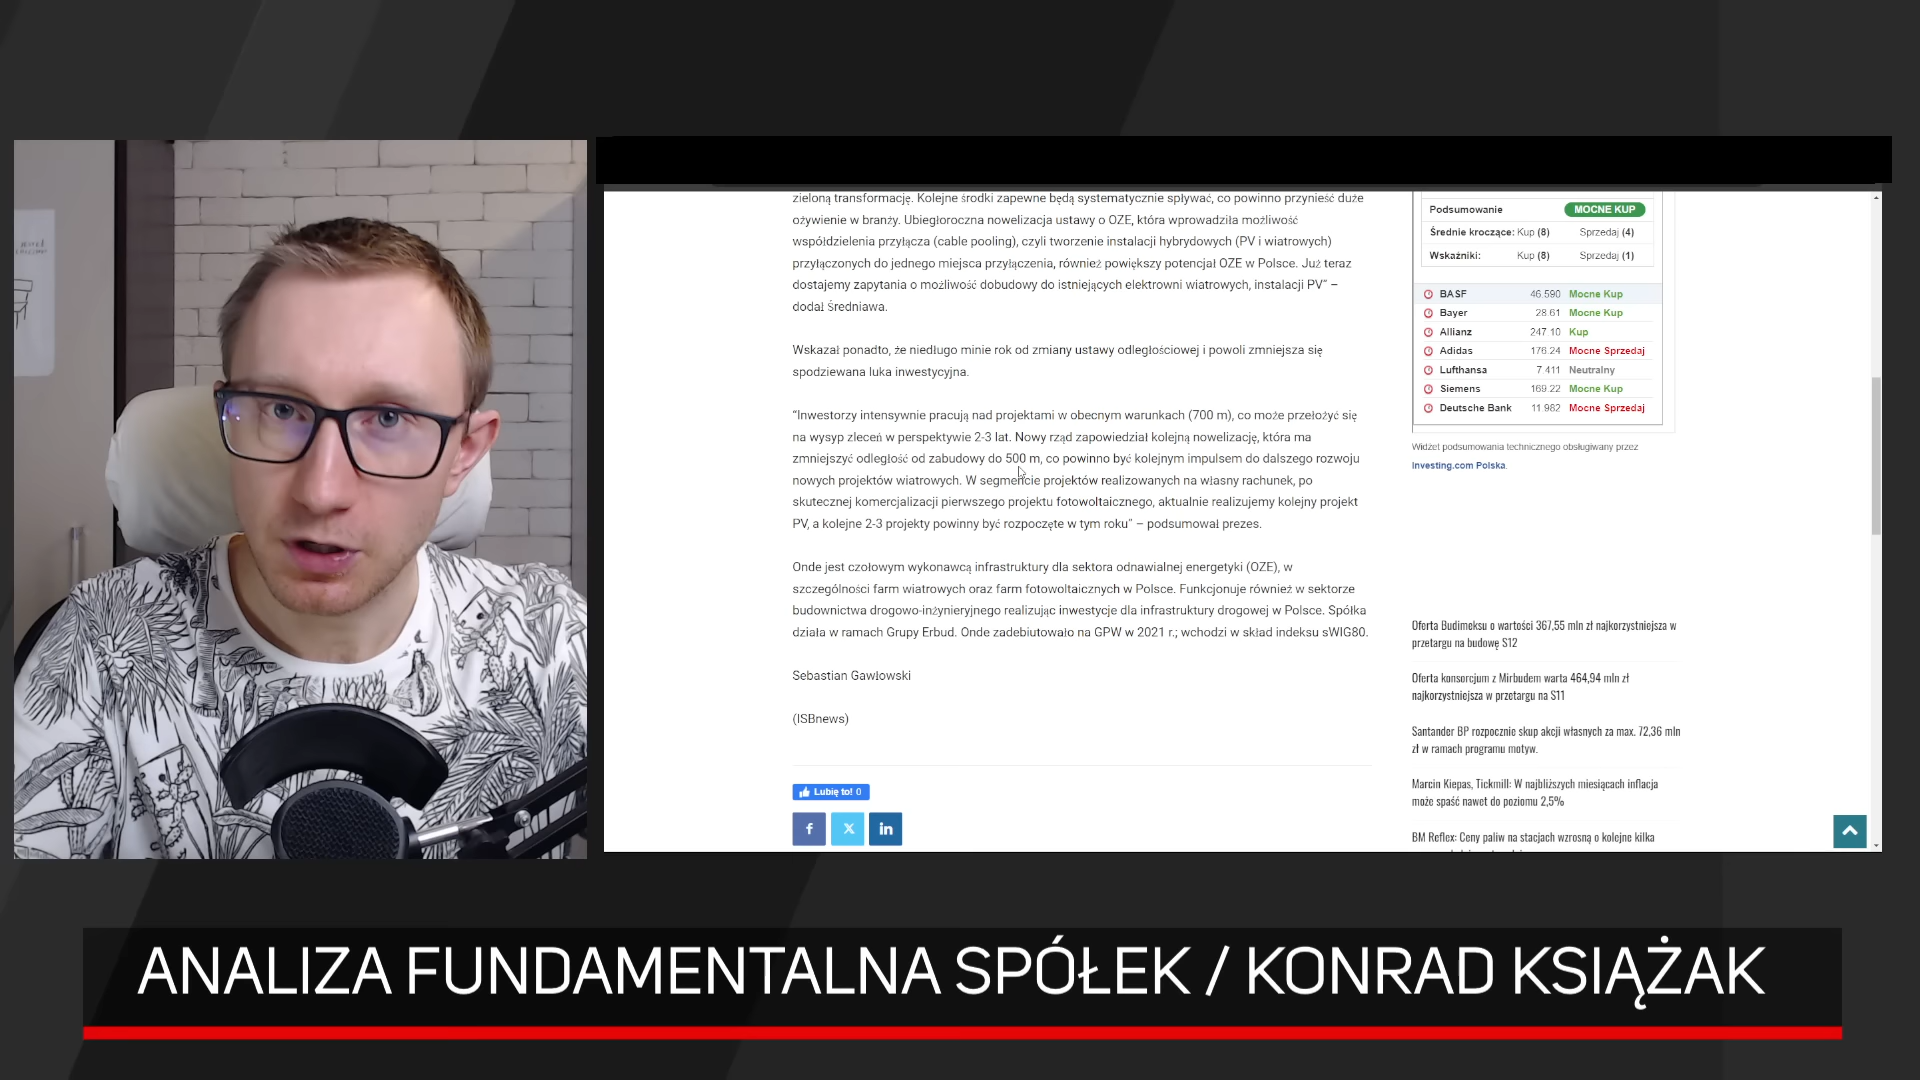 zieloną transformację. Kolejne środki zapewne będą systematycznie spływać, co powinno przynieść duże
ożywienie w branży. Ubiegłoroczna nowelizacja ustawy o OZE, która wprowadziła możliwość
współdzielenia przyłącza (cable pooling), czyli tworzenie instalacji hybrydowych (PV i wiatrowych)
przyłączonych do jednego miejsca przyłączenia, również powiększy potencjał OZE w Polsce. Już teraz
dostajemy zapytania o możliwość dobudowy do istniejących elektrowni wiatrowych, instalacji PV” –
dodał Średniawa.
Wskazał ponadto, że niedługo minie rok od zmiany ustawy odległościowej i powoli zmniejsza się
spodziewana luka inwestycyjna.
“Inwestorzy intensywnie pracują nad projektami w obecnym warunkach (700 m), co może przełożyć się
na wysyp zleceń w perspektywie 2-3 lat. Nowy rząd zapowiedział kolejną nowelizację, która ma
zmniejszyć odległość od zabudowy do 500 m, co powinno być kolejnym impulsem do dalszego rozwoju
nowych projektów wiatrowych. W segmencie projektów realizowanych na własny rachunek, po
skutecznej komercjalizacji pierwszego projektu fotowoltaicznego, aktualnie realizujemy kolejny projekt
PV, a kolejne 2-3 projekty powinny być rozpoczęte w tym roku” – podsumował prezes.
Onde jest czołowym wykonawcą infrastruktury dla sektora odnawialnej energetyki (OZE), w
szczególności farm wiatrowych oraz farm fotowoltaicznych w Polsce. Funkcjonuje również w sektorze
budownictwa drogowo-inżynieryjnego realizując inwestycje dla infrastruktury drogowej w Polsce. Spółka
działa w ramach Grupy Erbud. Onde zadebiutowało na GPW w 2021 r.; wchodzi w skład indeksu sWIG80.
Sebastian Gawłowski
(ISBnews)
Lubię to! 0
Podsumowanie MOCNE KUP
Średnie kroczące: Kup (8) Sprzedaj (4)
Wskaźniki: Kup (8) Sprzedaj (1)
BASF 46.590 Mocne Kup
Bayer 28.61 Mocne Kup
Allianz 247.10 Kup
Adidas 176.24 Mocne Sprzedaj
Lufthansa 7.411 Neutralny
Siemens 169.22 Mocne Kup
Deutsche Bank 11.982 Mocne Sprzedaj
Widżet podsumowania technicznego obsługiwany przez
Investing.com Polska.
Oferta Budimeksu o wartości 367,55 mln zł najkorzystniejsza w
przetargu na budowę S12
Oferta konsorcjum z Mirbudem warta 464,94 mln zł
najkorzystniejsza w przetargu na S11
Santander BP rozpocznie skup akcji własnych za max. 72,36 mln
zł w ramach programu motyw.
Marcin Kiepas, Tickmill: W najbliższych miesiącach inflacja
może spaść nawet do poziomu 2,5%
BM Reflex: Ceny paliw na stacjach wzrosną o kolejne kilka
ANALIZA FUNDAMENTALNA SPÓŁEK / KONRAD KSIĄŻAK